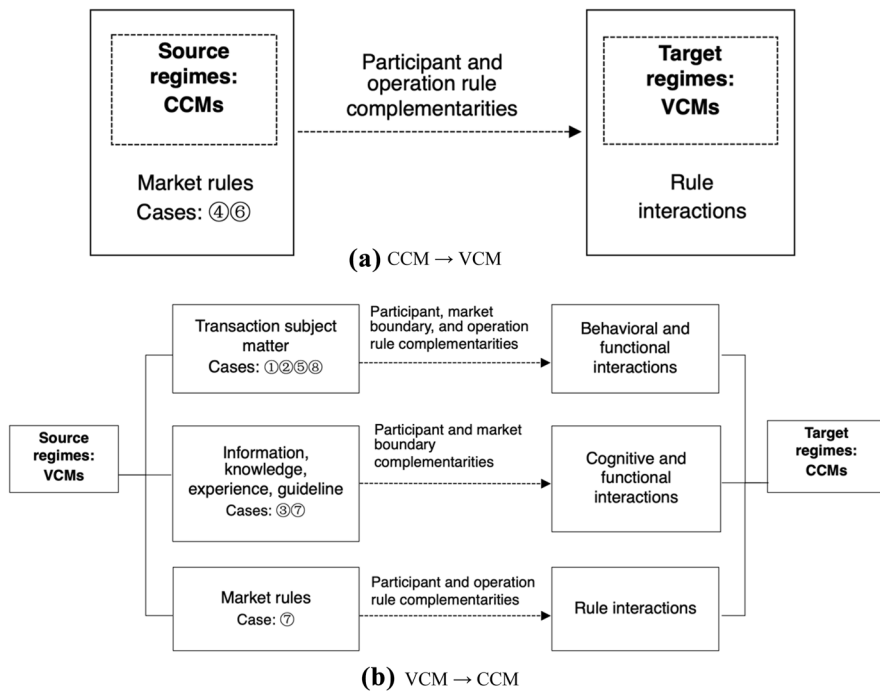 Source
regimes:
CCMs
Market rules
Cases: ④⑥
Participant and
operation rule
complementarities
Target
regimes:
VCMs
Rule
interactions
(a) CCM → VCM
Source
regimes:
VCMs
Transaction subject
matter
Cases: ①②⑤⑧
Participant, market
boundary, and operation
rule complementarities
Behavioral and
functional
interactions
Information,
knowledge,
experience, guideline
Cases: ③⑦
Participant and market
boundary
complementarities
Cognitive and
functional
interactions
Market rules
Case: ⑦
Participant and operation
rule complementarities
Rule interactions
Target
regimes:
CCMs
(b) VCM → CCM